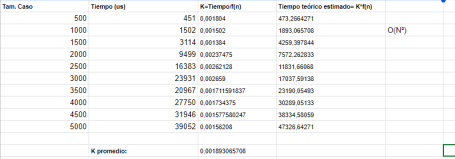 Tam. Caso Tiempo (us) K=Tiempo/f(n) Tiempo teórico estimado= K*f(n)
500 451 0,001804 473,2664271
1000 1502 0,001502 1893,065708 O(N²)
1500 3114 0,001384 4259,397844
2000 9499 0,00237475 7572,262833
2500 16383 0,00262128 11831,66068
3000 23931 0,002659 17037,59138
3500 20967 0,001711591837 23190,05493
4000 27750 0,001734375 30289,05133
4500 31946 0,001577580247 38334,58059
5000 39052 0,00156208 47326,64271
K promedio: 0,001893065708